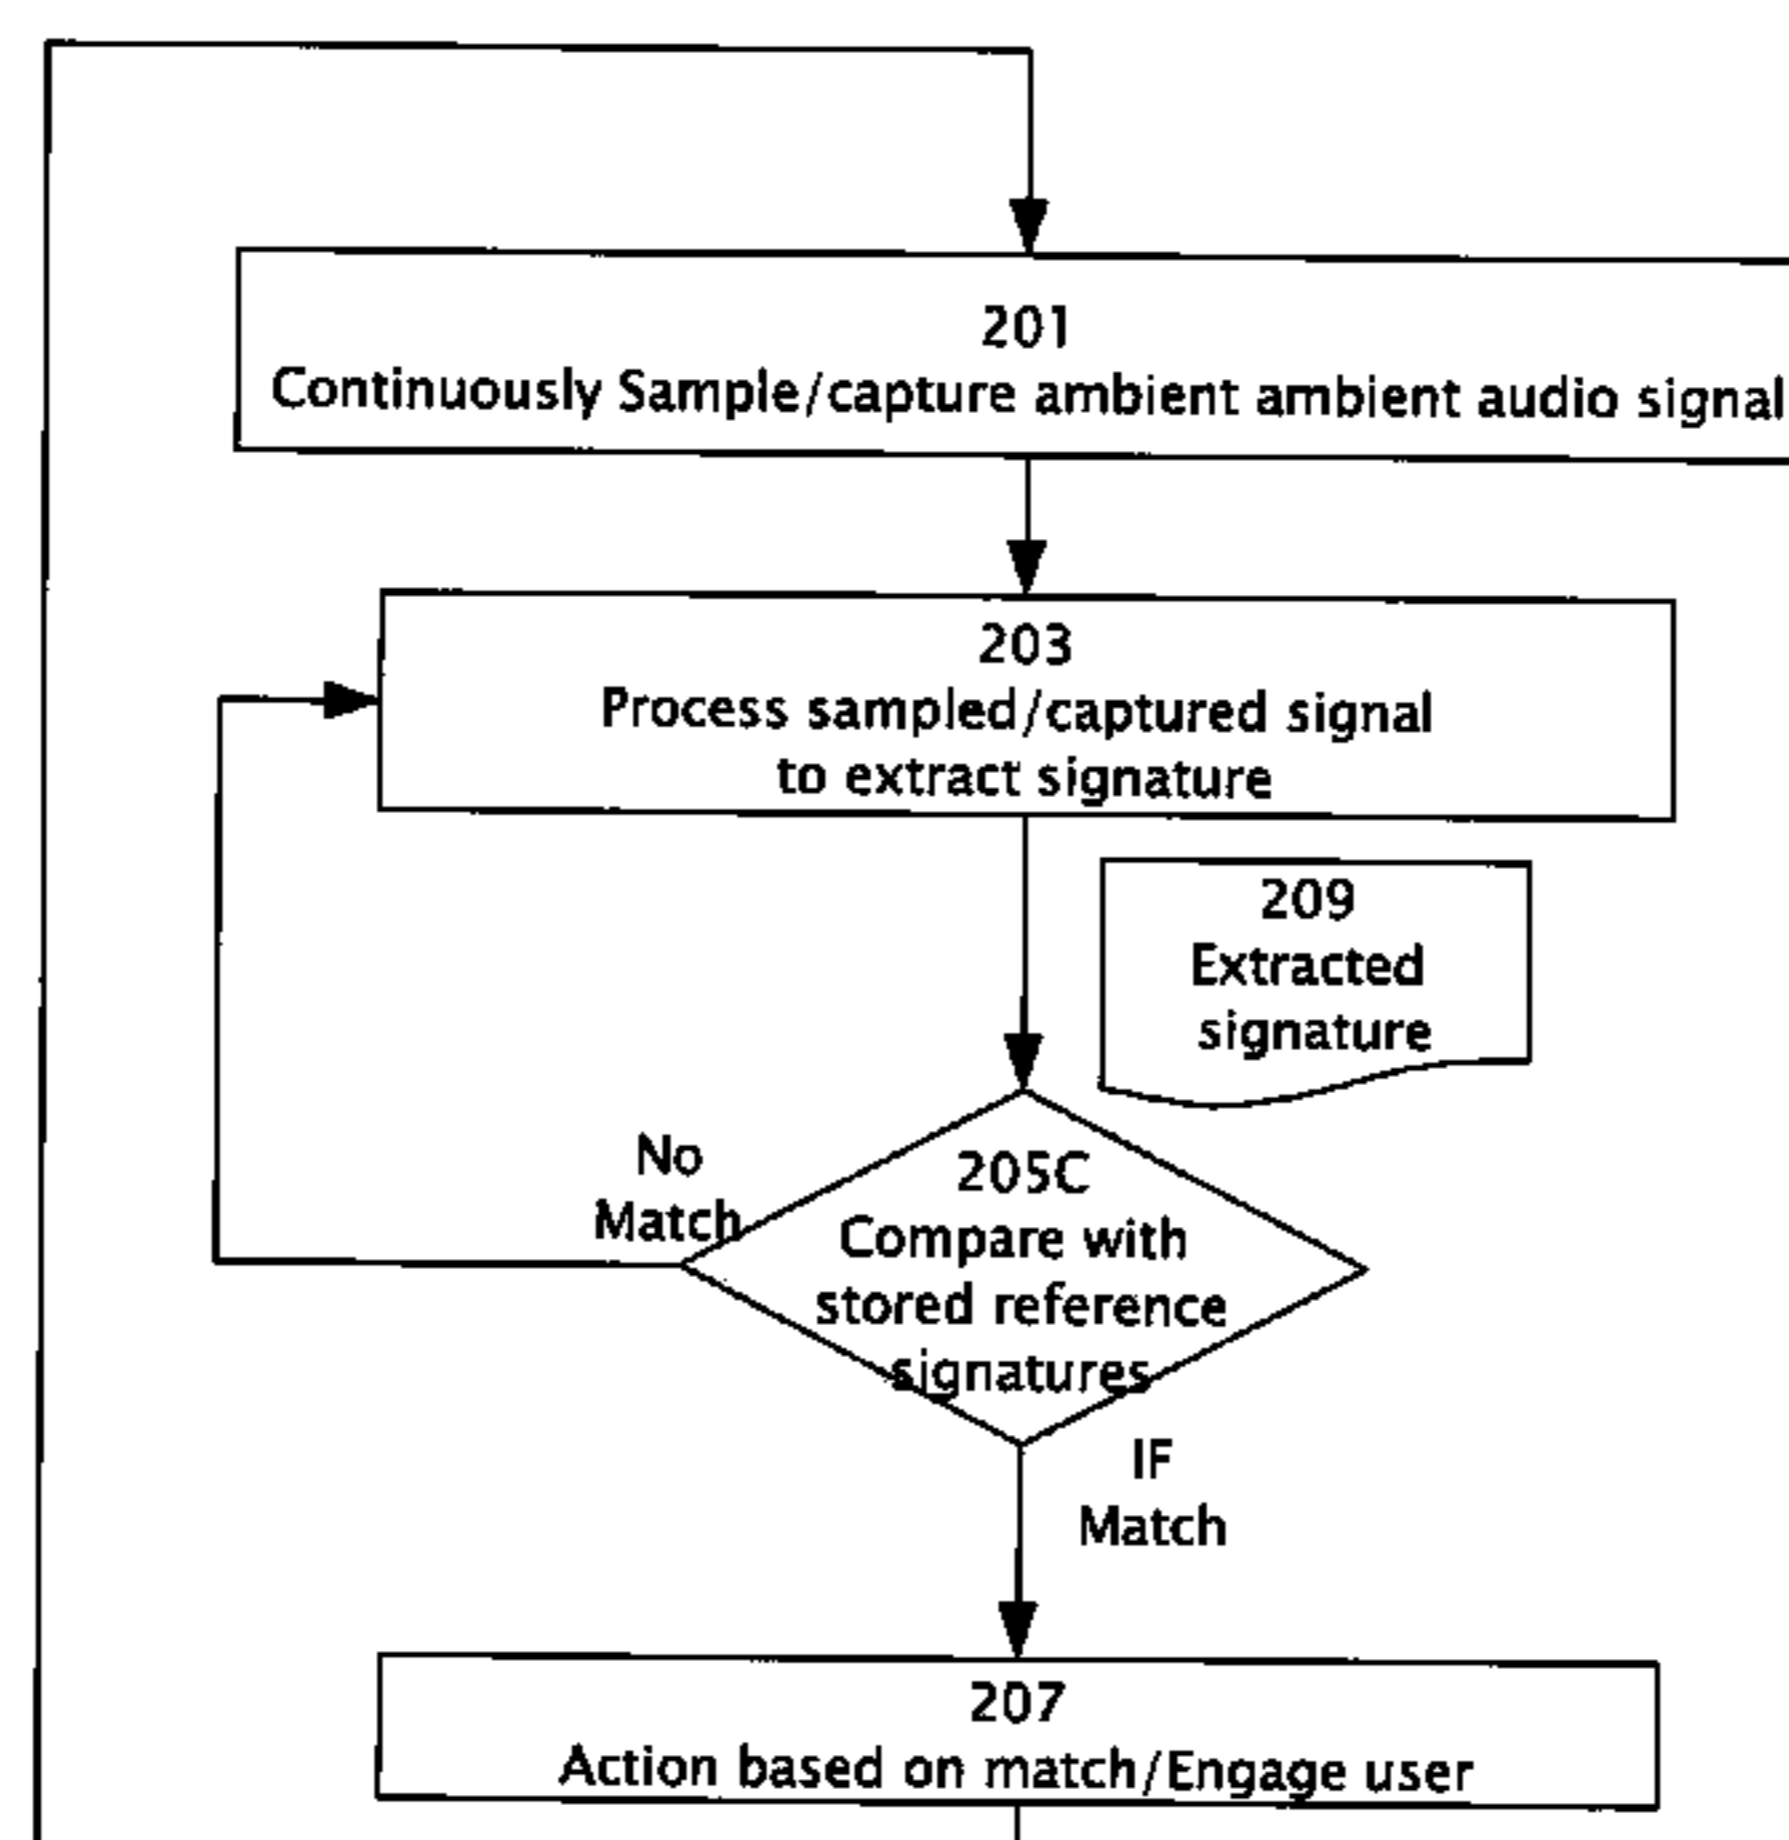 201
Continuously Sample/capture ambient ambient audio signal
203
Process sampled/captured signal
to extract signature
209
Extracted
signature
No
Match
205C
Compare with
stored reference
signatures
IF
Match
207
Action based on match/Engage user